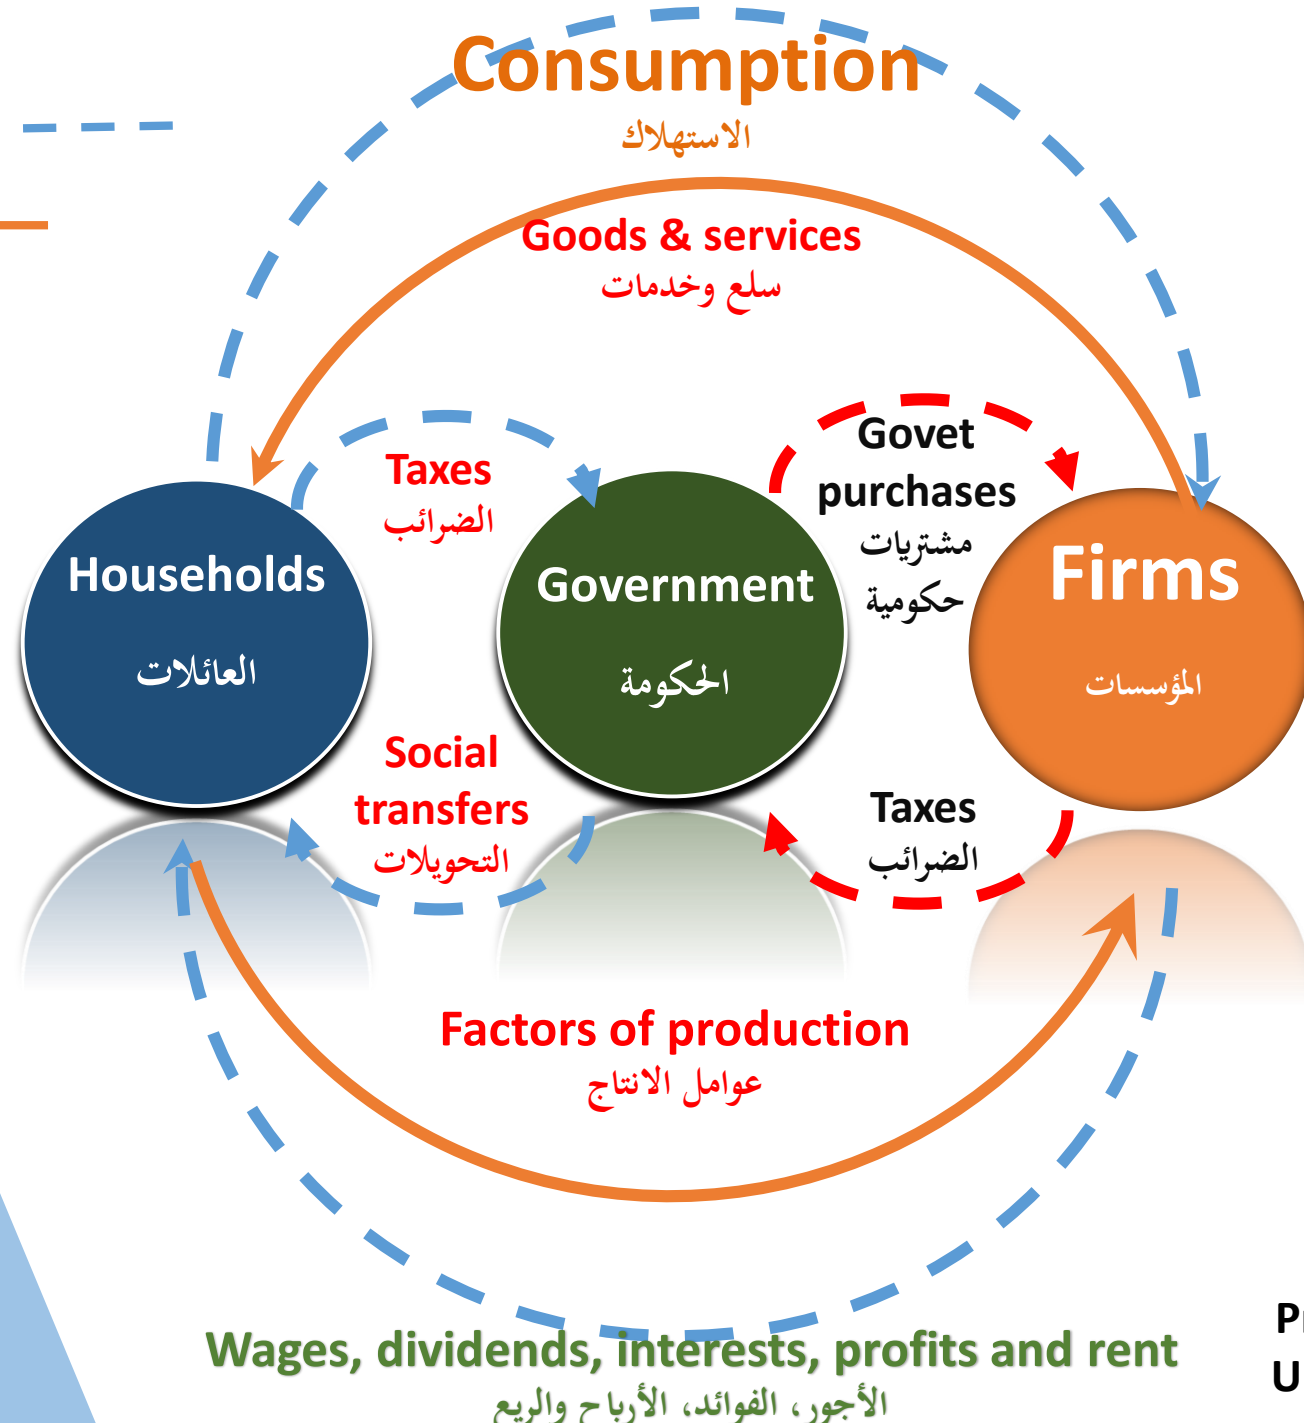 Consumption
الاستهلاك
Goods & services
سلع وخدمات
Taxes
الضرائب
Govet
purchases
مشتريات
حكومية
Households
العائلات
Government
الحكومة
Firms
المؤسسات
Social
transfers
التحويلات
Taxes
الضرائب
Factors of production
عوامل الانتاج
Wages, dividends, interests, profits and rent
الأجور، الفوائد، الأرباح والريع